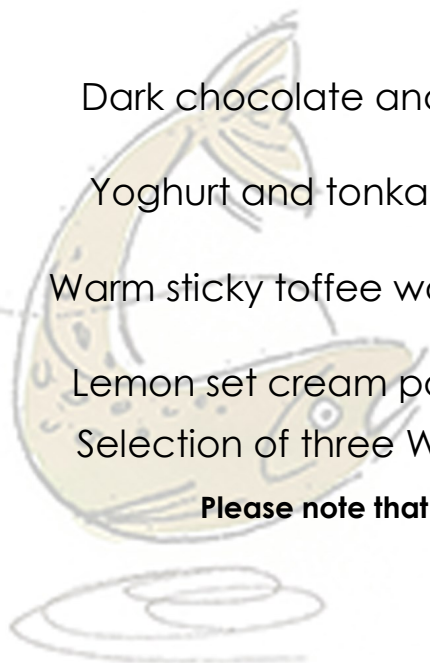 Dark chocolate and
Yoghurt and tonka
Warm sticky toffee
Lemon set cream
Selection of three
Please note that